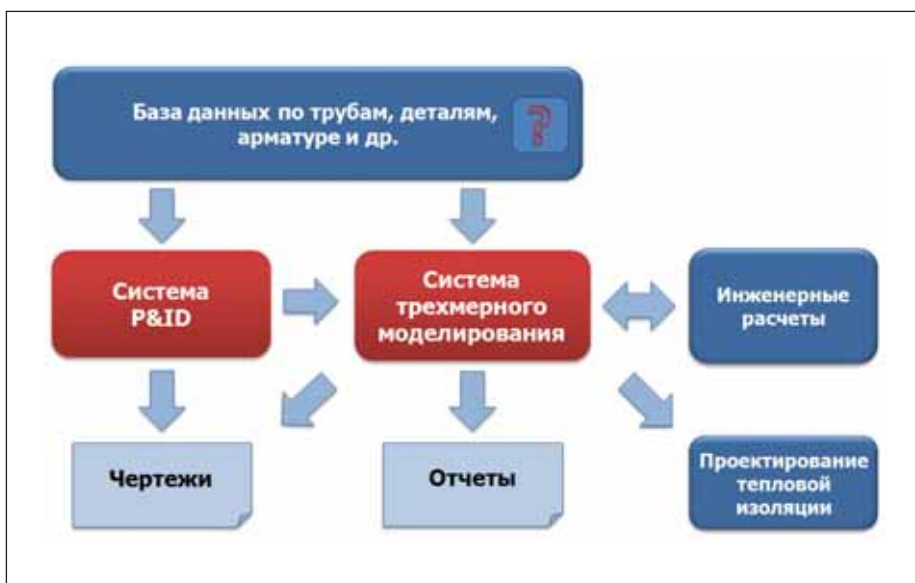 База данных по трубам, деталям,
арматуре и др.
?
Система
P&ID
Система
трехмерного
моделирования
Инженерные
расчеты
Чертежи
Отчеты
Проектирование
тепловой
изоляции